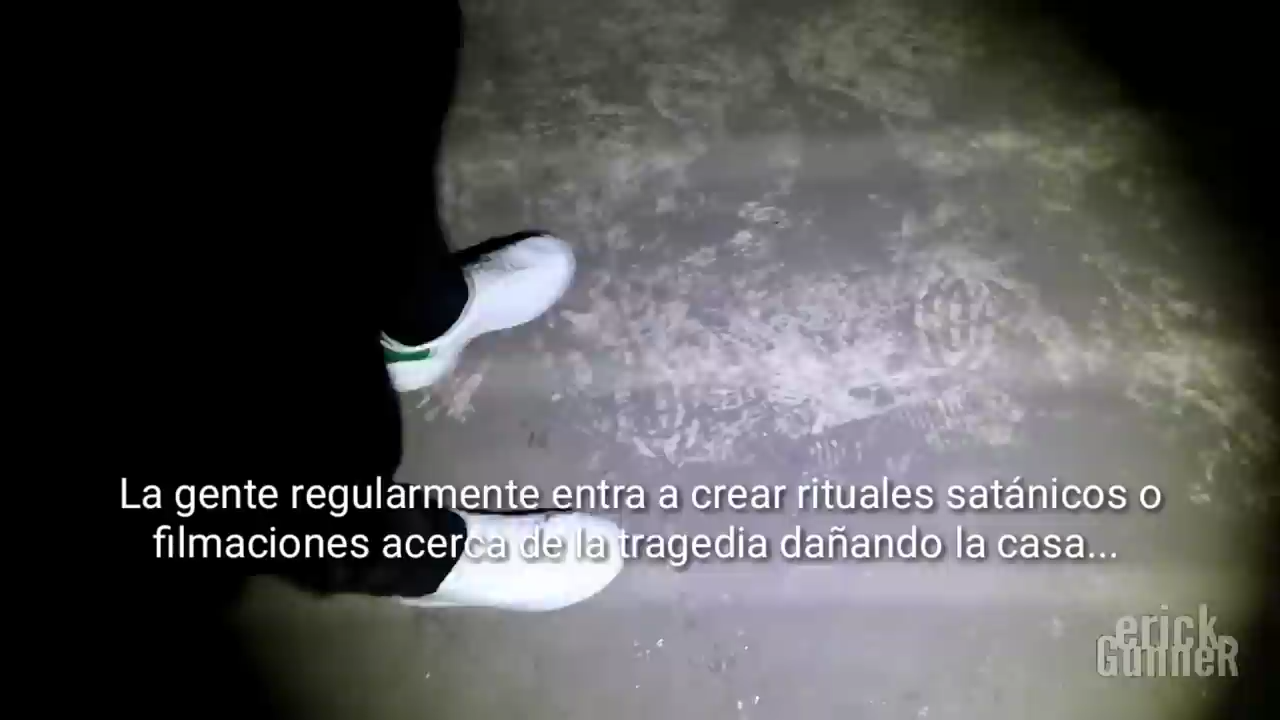 La gente regularmente entra a crear rituales satánicos o
filmaciones acerca de la tragedia dañando la casa...
erick
GunneR